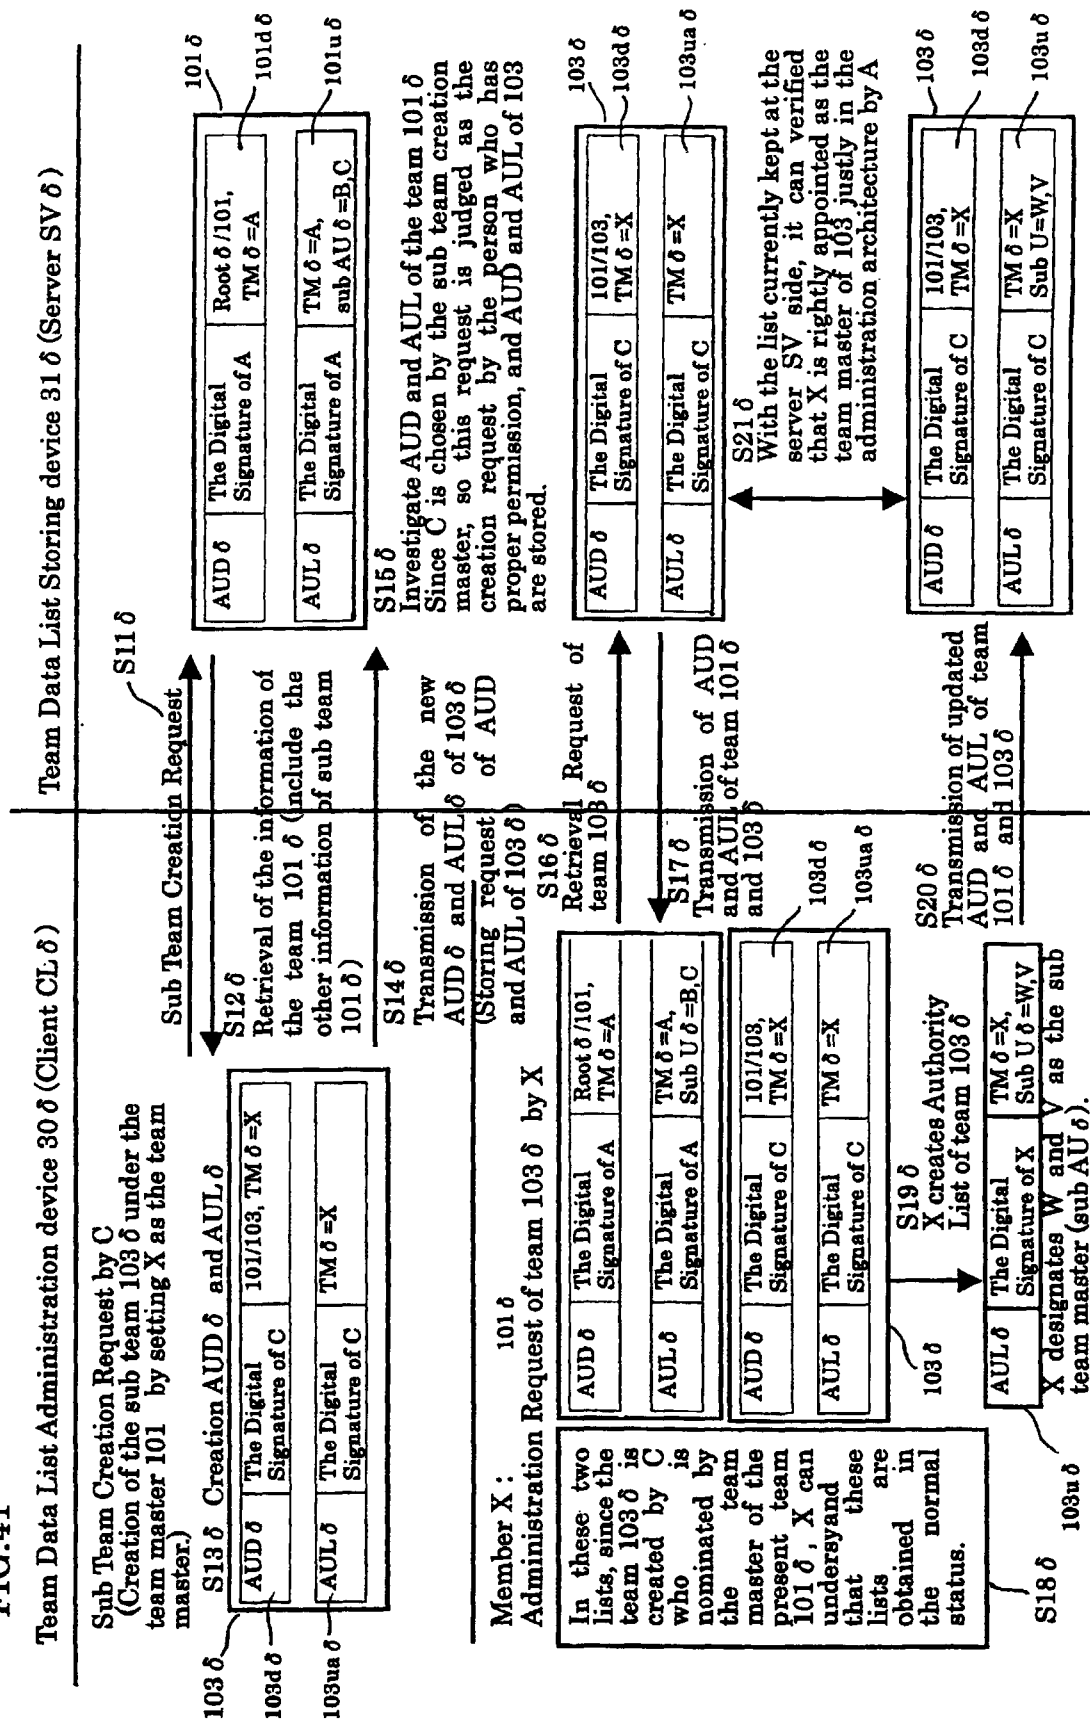 FIG.41
Team Data List Administration device 30δ (Client CLδ)
Team Data List Storing device 31δ (Server SVδ)
Sub Team Creation Request by C
(Creation of the sub team 103δ under the
team master 101 by setting X as the team
master.)
S13δ Creation AUDδ and AULδ
103δ
103dδ
103uaδ
AUDδ
The Digital
Signature of C
101/103, TMδ=X
AULδ
The Digital
Signature of C
TMδ=X
Sub Team Creation Request
S11δ
S12δ
Retrieval of the information of
the team 101δ (include the
other information of sub team
101δ)
S14δ
Transmission of the new
AUDδ and AULδ of 103δ
(Storing request of AUD
and AUL of 103δ)
101δ
101dδ
101uδ
AUDδ
The Digital
Signature of A
Rootδ/101,
TMδ=A
AULδ
The Digital
Signature of A
TMδ=A,
sub AUδ=B,C
S15δ
Investigate AUD and AUL of the team 101δ
Since C is chosen by the sub team creation
master, so this request is judged as the
creation request by the person who has
proper permission, and AUD and AUL of 103
are stored.
Member X :
Administration Request of team 103δ by X
101δ
In these two
lists, since the
team 103δ is
created by C
who is
nominated by
the team
master of the
present team
101δ, X can
undersyand
that these
lists are
obtained in
the normal
status.
S18δ
AUDδ
The Digital
Signature of A
Rootδ/101,
TMδ=A
AULδ
The Digital
Signature of A
TMδ=A,
Sub Uδ=B,C
AUDδ
The Digital
Signature of C
101/103,
TMδ=X
AULδ
The Digital
Signature of C
TMδ=X
103dδ
103uaδ
103δ
S16δ
Retrieval Request of
team 103δ
S17δ
Transmission of AUD
and AUL of team 101δ
and 103δ
103δ
103dδ
103uaδ
AUDδ
The Digital
Signature of C
101/103,
TMδ=X
AULδ
The Digital
Signature of C
TMδ=X
S19δ
X creates Authority
List of team 103δ
AULδ
The Digital
Signature of X
TMδ=X,
Sub Uδ=W,V
X designates W and V as the sub
team master (sub AUδ).
103uδ
S20δ
Transmission of updated
AUD and AUL of team
101δ and 103δ
S21δ
With the list currently kept at the
server SV side, it can verified
that X is rightly appointed as the
team master of 103 justly in the
administration architecture by A
103δ
103dδ
103uδ
AUDδ
The Digital
Signature of C
101/103,
TMδ=X
AULδ
The Digital
Signature of C
TMδ=X
Sub U=W,V